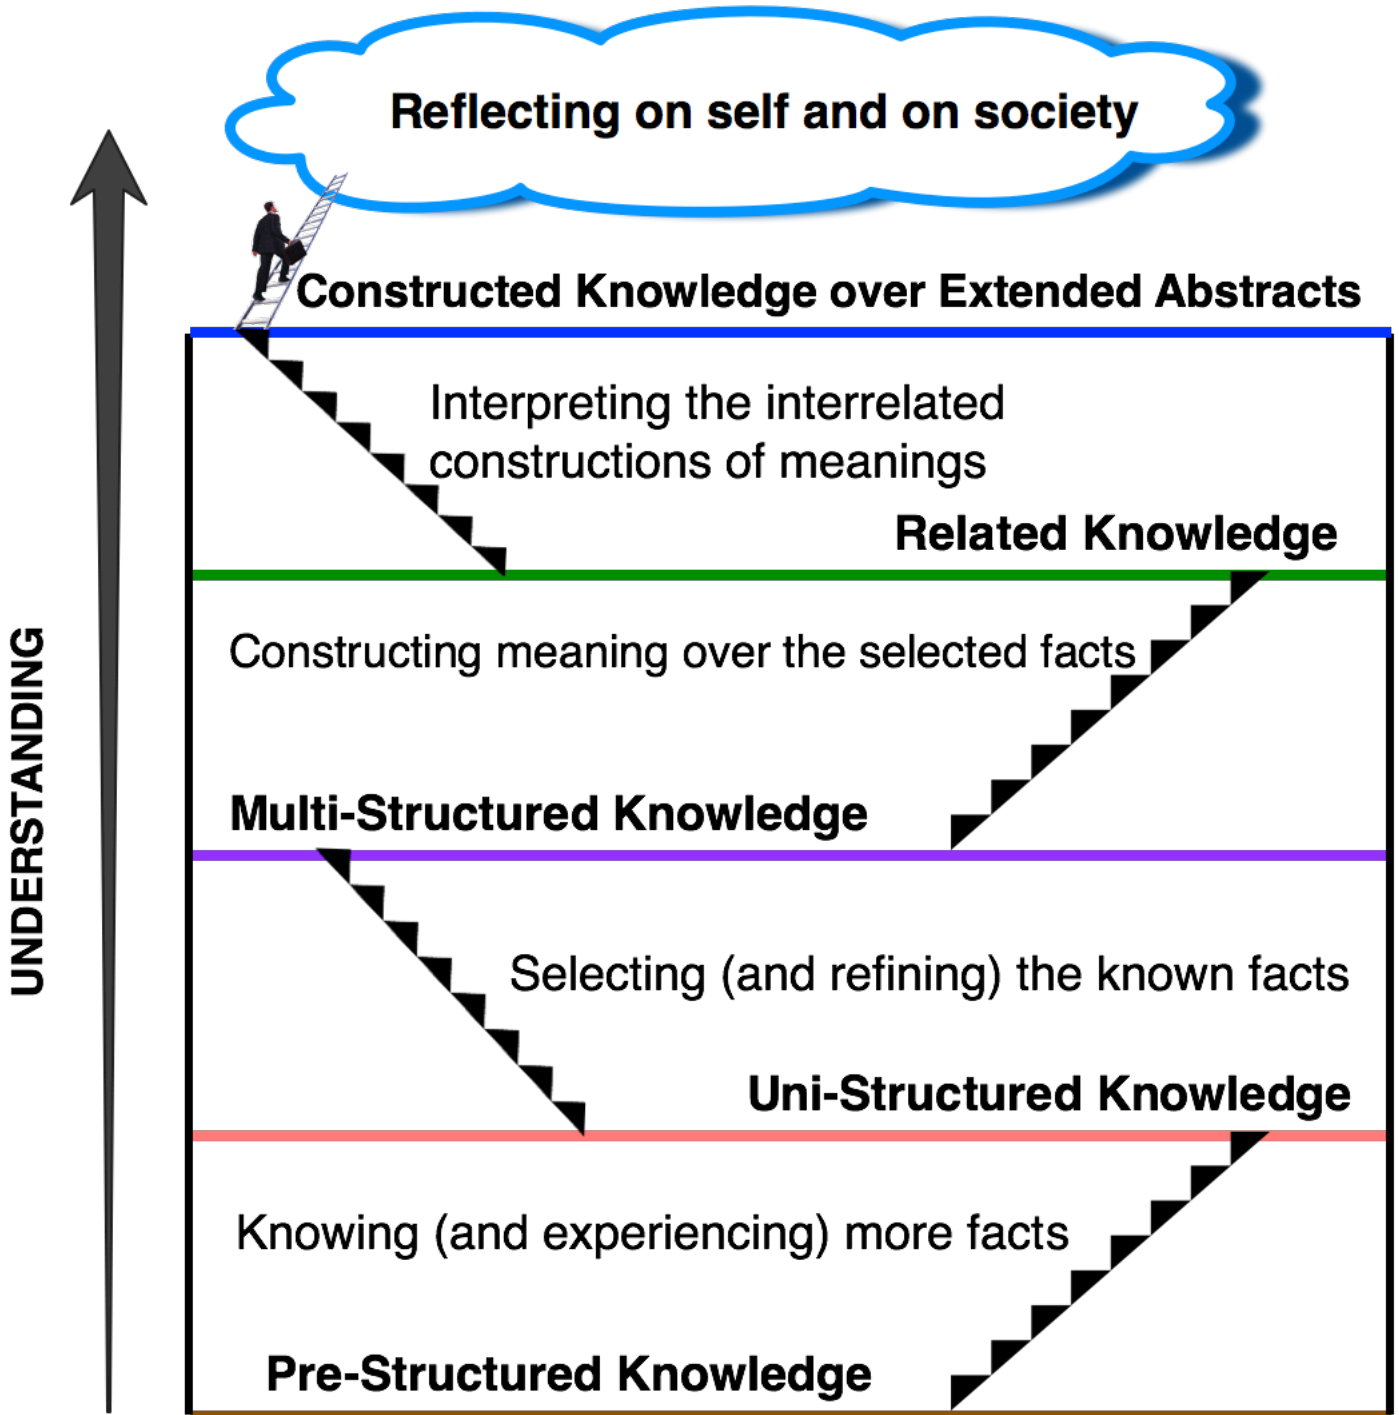 Reflecting on self and on society
Constructed Knowledge over Extended Abstracts
Interpreting the interrelated
constructions of meanings
Related Knowledge
Constructing meaning over the selected facts
Multi-Structured Knowledge
UNDERSTANDING
Selecting (and refining) the known facts
Uni-Structured Knowledge
Knowing (and experiencing) more facts
Pre-Structured Knowledge